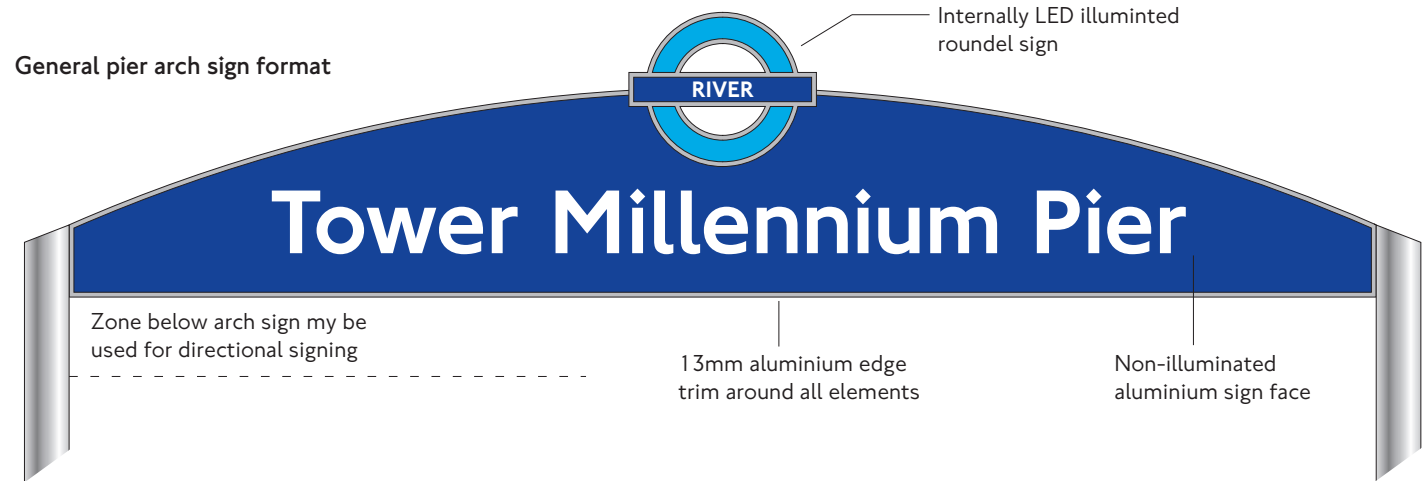 Internally LED illuminted
roundel sign
General pier arch sign format
RIVER
Tower Millennium Pier
Zone below arch sign my be
used for directional signing
13mm aluminium edge
trim around all elements
Non-illuminated
aluminium sign face